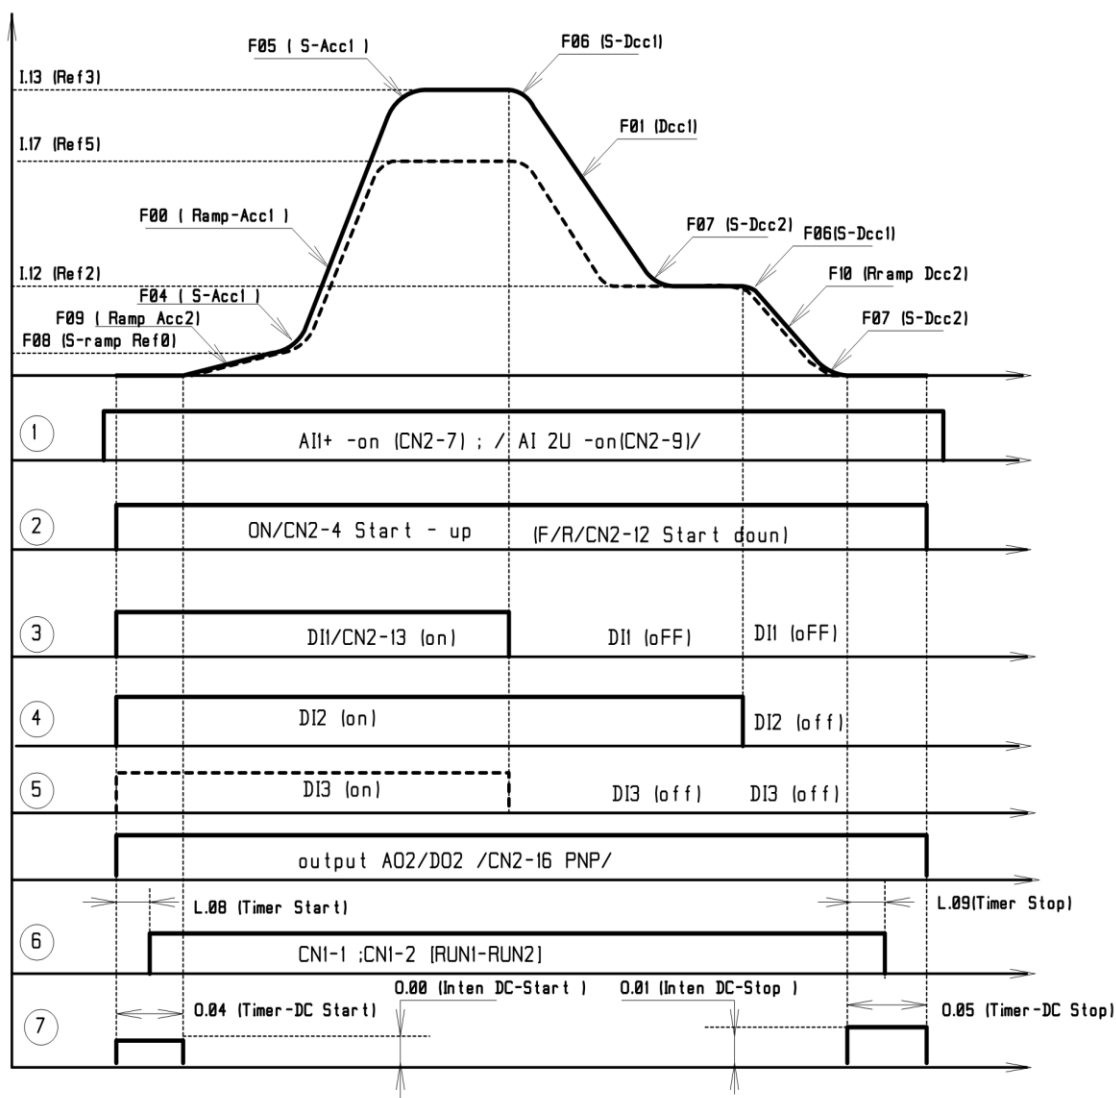 F05 ( S-Acc1 )
F06 (S-Dcc1)
I.13 (Ref3)
F01 (Dcc1)
I.17 (Ref5)
F00 ( Ramp-Acc1 )
F07 (S-Dcc2)
F06(S-Dcc1)
I.12 (Ref2)
F10 (Rramp Dcc2)
F04 ( S-Acc1 )
F09 ( Ramp Acc2)
F07 (S-Dcc2)
F08 (S-ramp Ref0)
1
AI1+ -on (CN2-7) ; / AI 2U -on(CN2-9)/
2
ON/CN2-4 Start - up (F/R/CN2-12 Start doun)
3
DI1/CN2-13 (on) DI1 (oFF) DI1 (oFF)
4
DI2 (on) DI2 (off)
5
DI3 (on) DI3 (off) DI3 (off)
output AO2/DO2 /CN2-16 PNP/
L.08 (Timer Start)
L.09(Timer Stop)
6
CN1-1 ;CN1-2 [RUN1-RUN2]
O.00 (Inten DC-Start )
O.01 (Inten DC-Stop )
O.04 (Timer-DC Start)
O.05 (Timer-DC Stop)
7